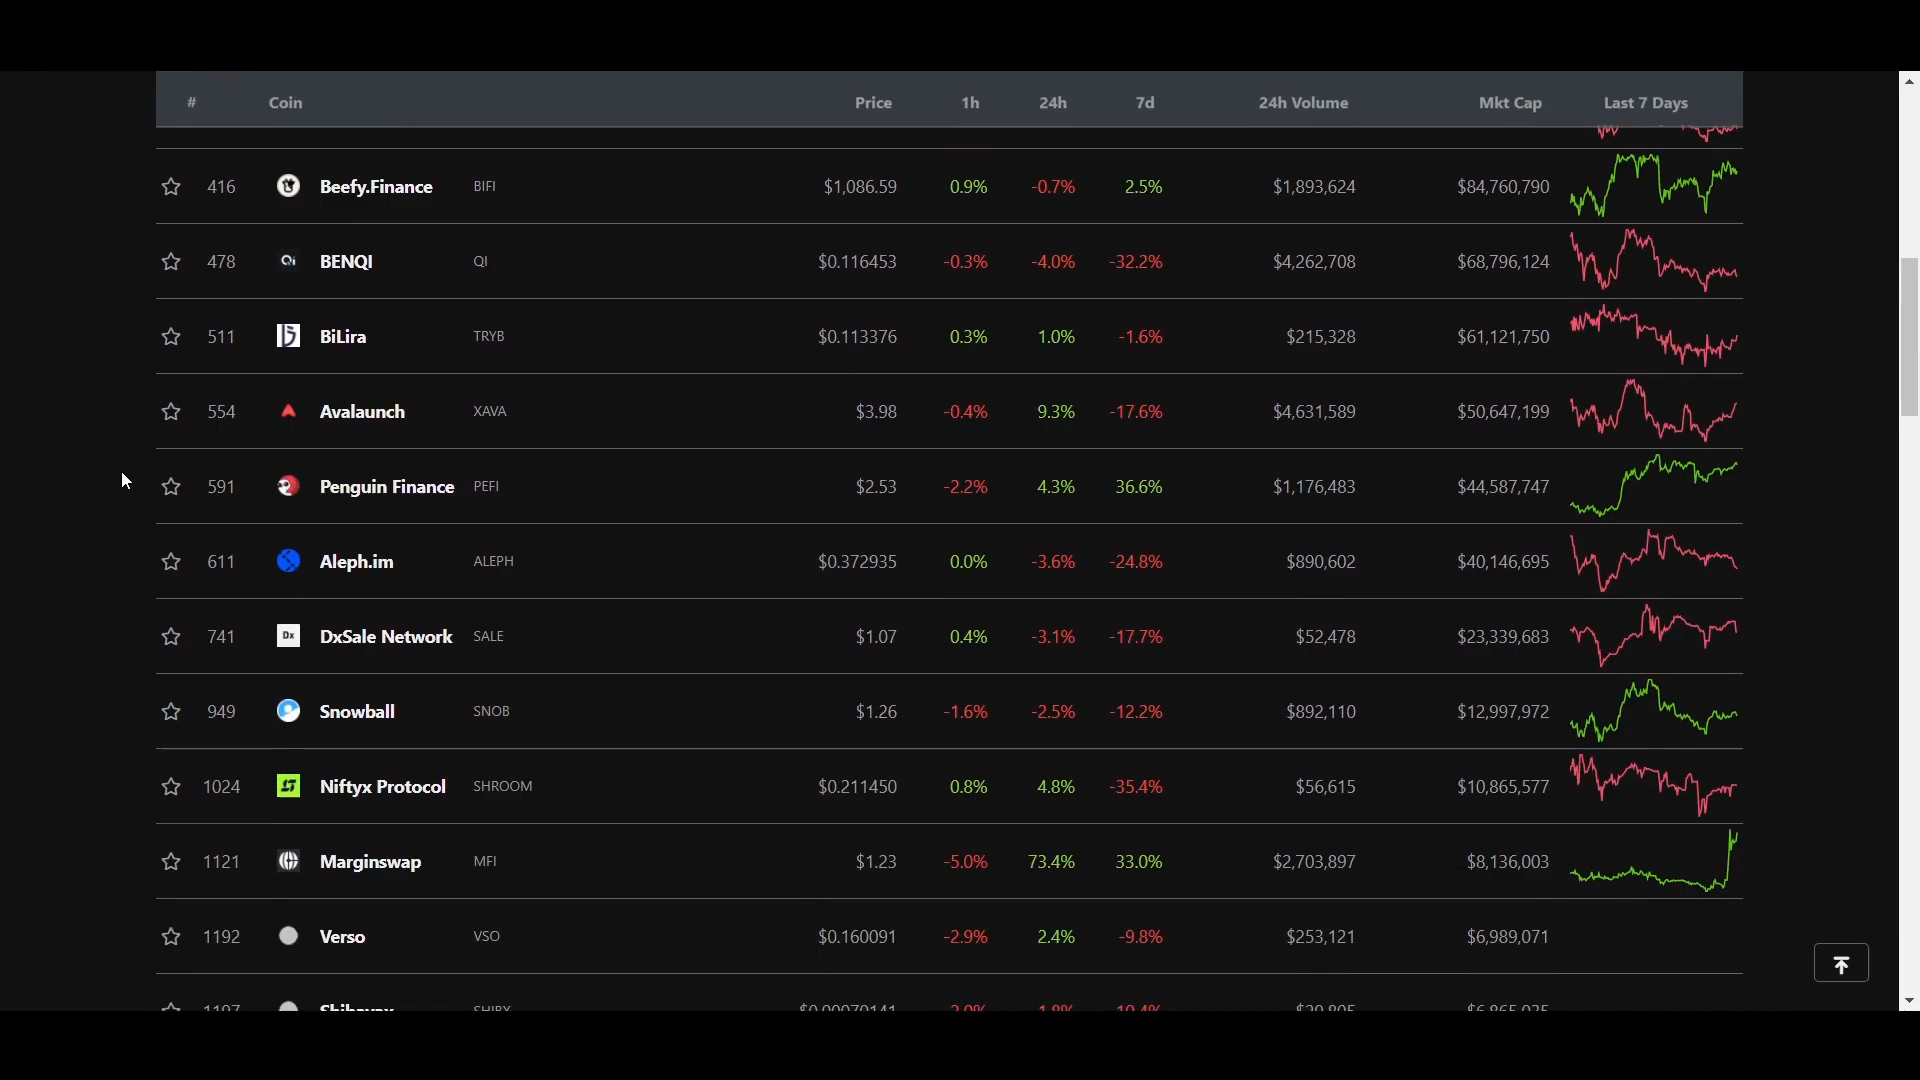 # Coin Price 1h 24h 7d 24h Volume Mkt Cap Last 7 Days
416 Beefy.Finance BIFI $1,086.59 0.9% -0.7% 2.5% $1,893,624 $84,760,790
478 Qi BENQI QI $0.116453 -0.3% -4.0% -32.2% $4,262,708 $68,796,124
511 BiLira TRYB $0.113376 0.3% 1.0% -1.6% $215,328 $61,121,750
554 Avalaunch XAVA $3.98 -0.4% 9.3% -17.6% $4,631,589 $50,647,199
591 Penguin Finance PEFI $2.53 -2.2% 4.3% 36.6% $1,176,483 $44,587,747
611 Aleph.im ALEPH $0.372935 0.0% -3.6% -24.8% $890,602 $40,146,695
741 Dx DxSale Network SALE $1.07 0.4% -3.1% -17.7% $52,478 $23,339,683
949 Snowball SNOB $1.26 -1.6% -2.5% -12.2% $892,110 $12,997,972
1024 Niftyx Protocol SHROOM $0.211450 0.8% 4.8% -35.4% $56,615 $10,865,577
1121 Marginswap MFI $1.23 -5.0% 73.4% 33.0% $2,703,897 $8,136,003
1192 Verso VSO $0.160091 -2.9% 2.4% -9.8% $253,121 $6,989,071